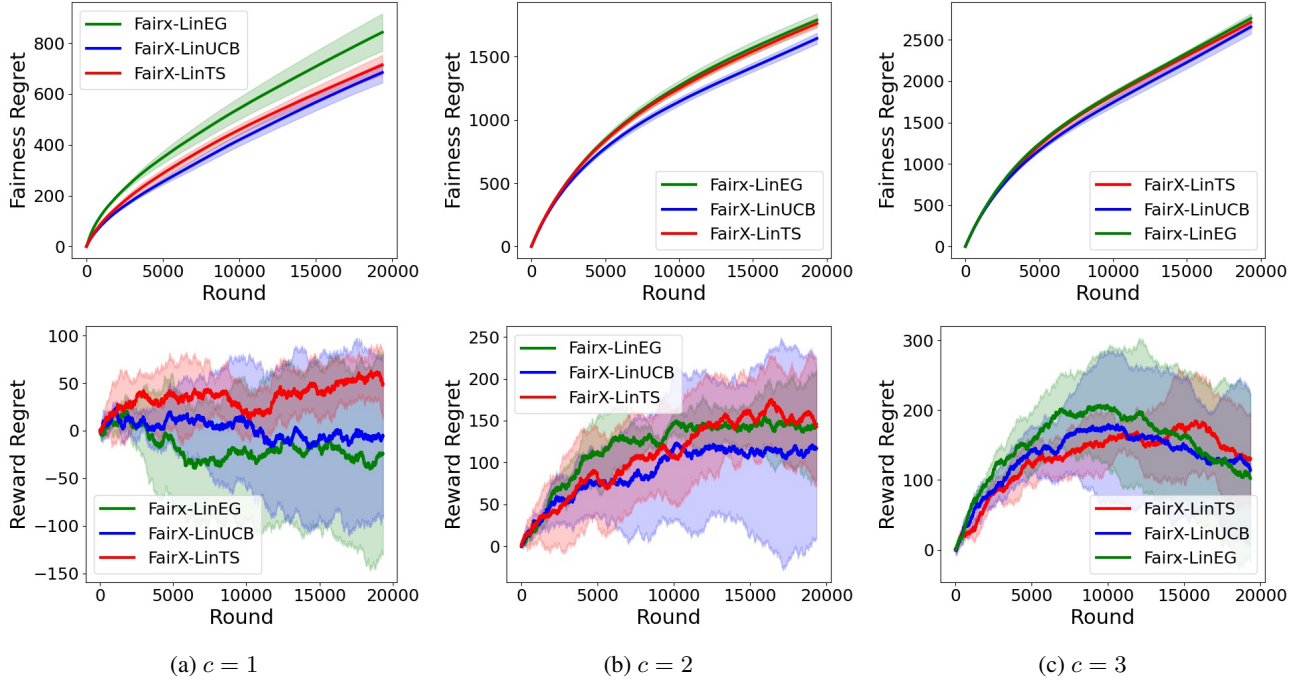 Fairness Regret
800
600
400
200
0
Fairx-LinEG
FairX-LinUCB
FairX-LinTS
0 5000 10000 15000 20000
Round
Fairness Regret
1500
1000
500
0
Fairx-LinEG
FairX-LinUCB
FairX-LinTS
0 5000 10000 15000 20000
Round
Fairness Regret
2500
2000
1500
1000
500
0
FairX-LinTS
FairX-LinUCB
Fairx-LinEG
0 5000 10000 15000 20000
Round
Reward Regret
100
50
0
−50
−100
−150
Fairx-LinEG
FairX-LinUCB
FairX-LinTS
0 5000 10000 15000 20000
Round
(a) c = 1
Reward Regret
250
200
150
100
50
0
Fairx-LinEG
FairX-LinUCB
FairX-LinTS
0 5000 10000 15000 20000
Round
(b) c = 2
Reward Regret
300
200
100
0
FairX-LinTS
FairX-LinUCB
Fairx-LinEG
0 5000 10000 15000 20000
Round
(c) c = 3